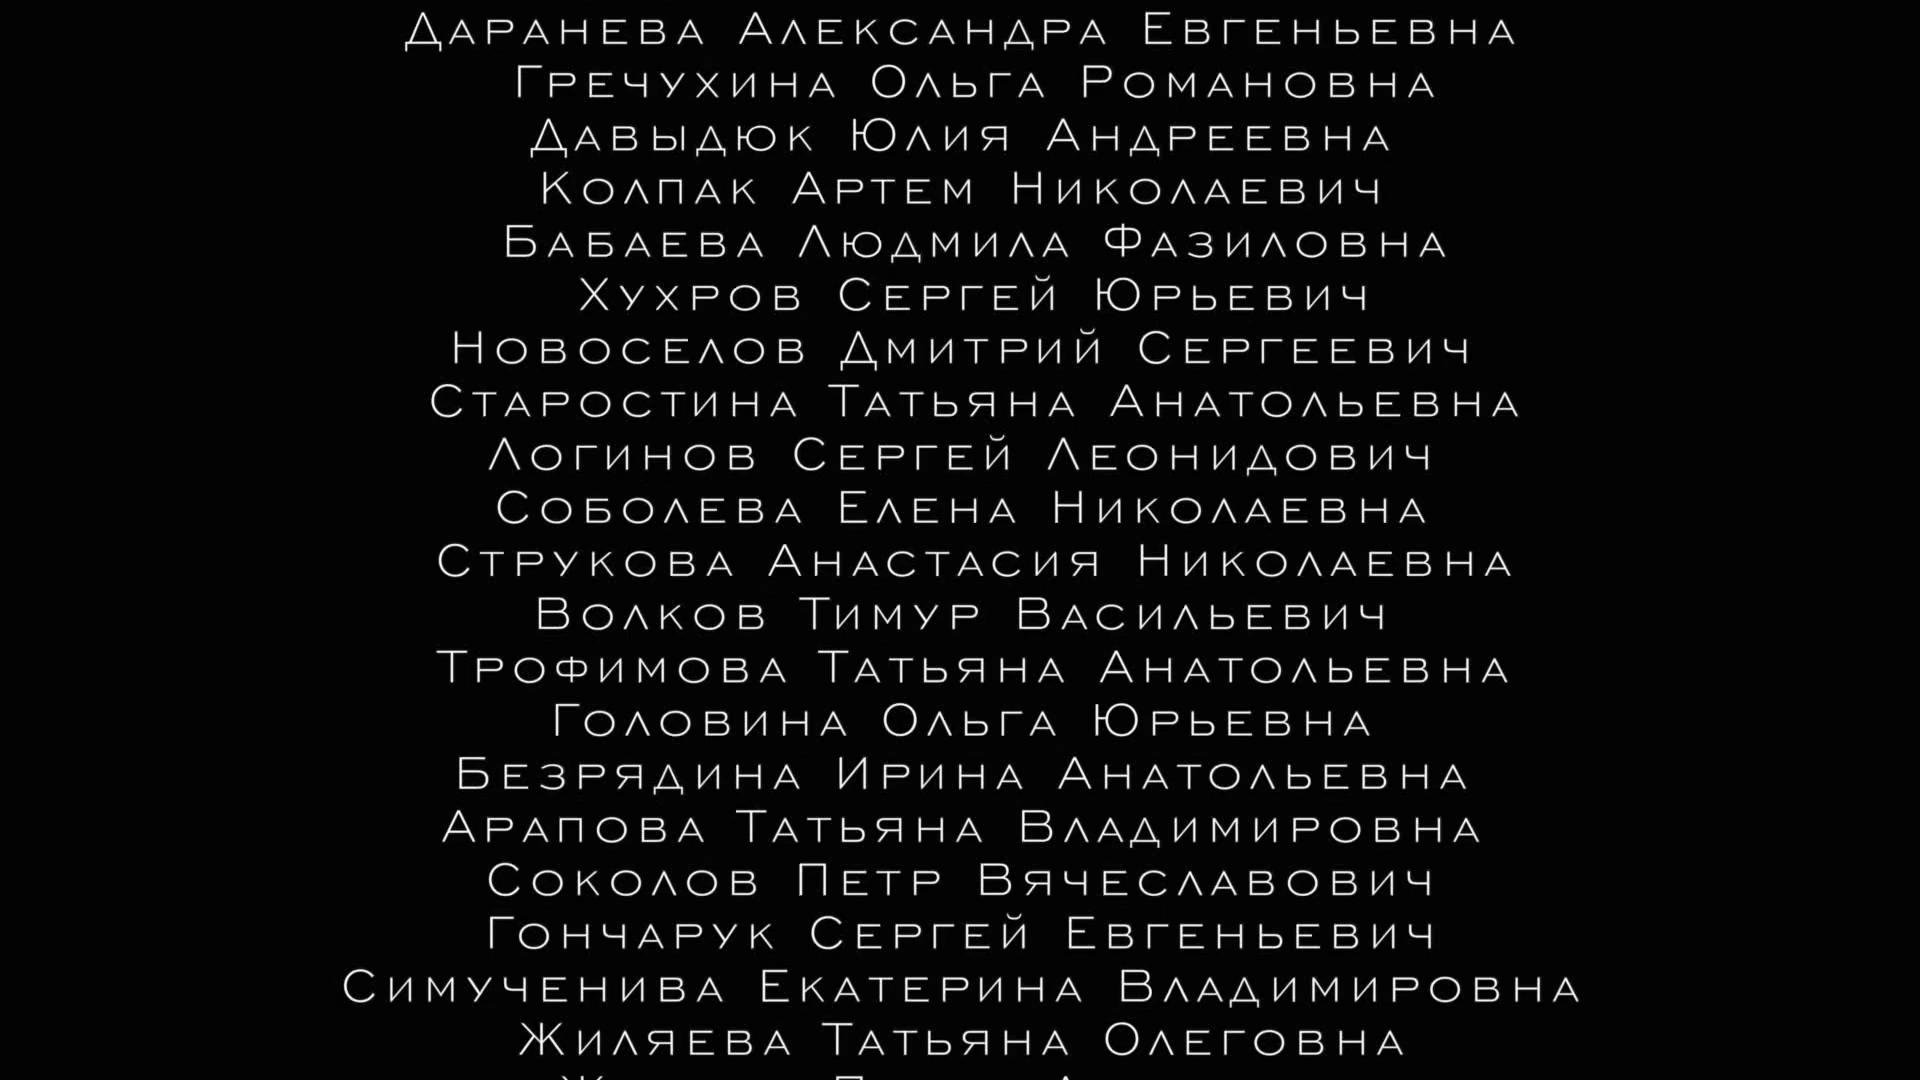 Даранева Александра Евгеньевна
Гречухина Ольга Романовна
Давыдюк Юлия Андреевна
Колпак Артем Николаевич
Бабаева Людмила Фазиловна
Хухров Сергей Юрьевич
Новоселов Дмитрий Сергеевич
Старостина Татьяна Анатольевна
Логинов Сергей Леонидович
Соболева Елена Николаевна
Струкова Анастасия Николаевна
Волков Тимур Васильевич
Трофимова Татьяна Анатольевна
Головина Ольга Юрьевна
Безрядина Ирина Анатольевна
Арапова Татьяна Владимировна
Соколов Петр Вячеславович
Гончарук Сергей Евгеньевич
Симученива Екатерина Владимировна
Жиляева Татьяна Олеговна